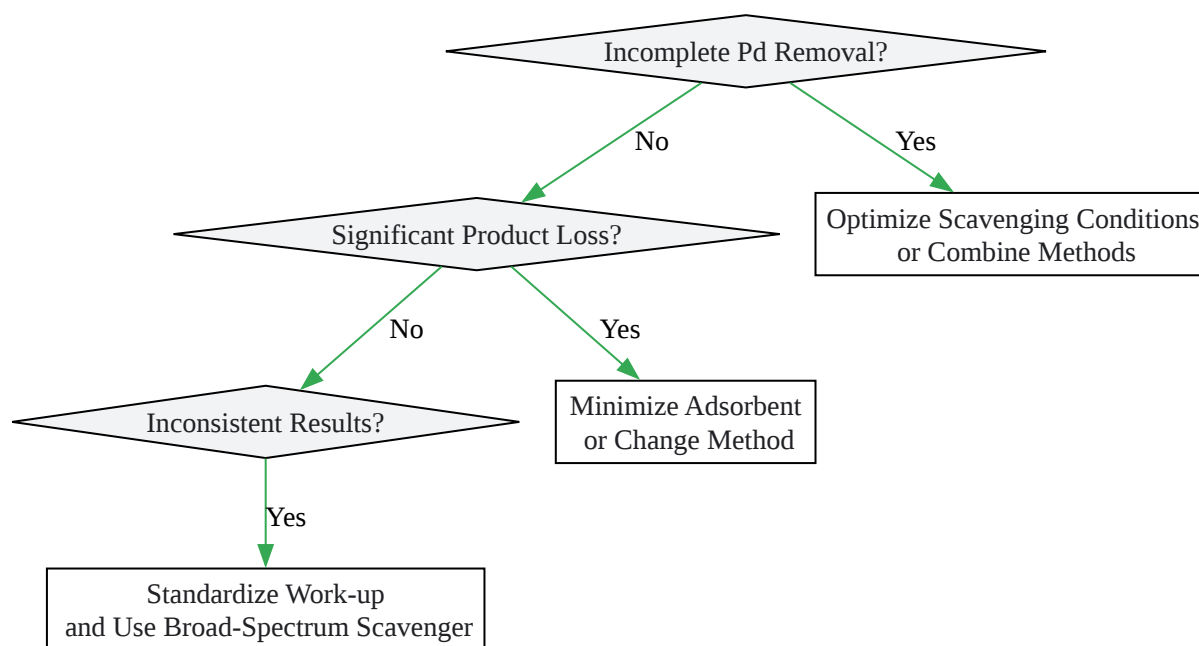 Incomplete Pd Removal?
No
Yes
Significant Product Loss?
Optimize Scavenging Conditions
or Combine Methods
No
Yes
Inconsistent Results?
Minimize Adsorbent
or Change Method
Yes
Standardize Work-up
and Use Broad-Spectrum Scavenger